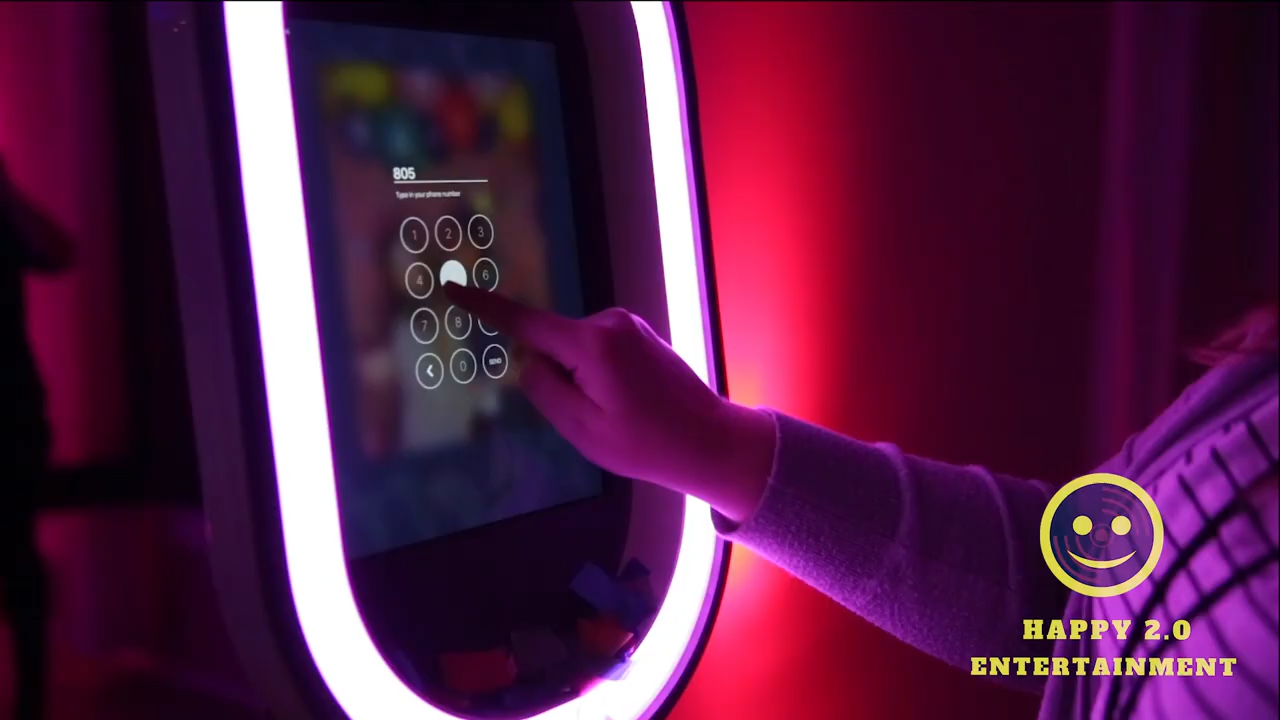 805
Type in your phone number
1 2 3
4 6
7 8
0 SEND
HAPPY 2.0
ENTERTAINMENT